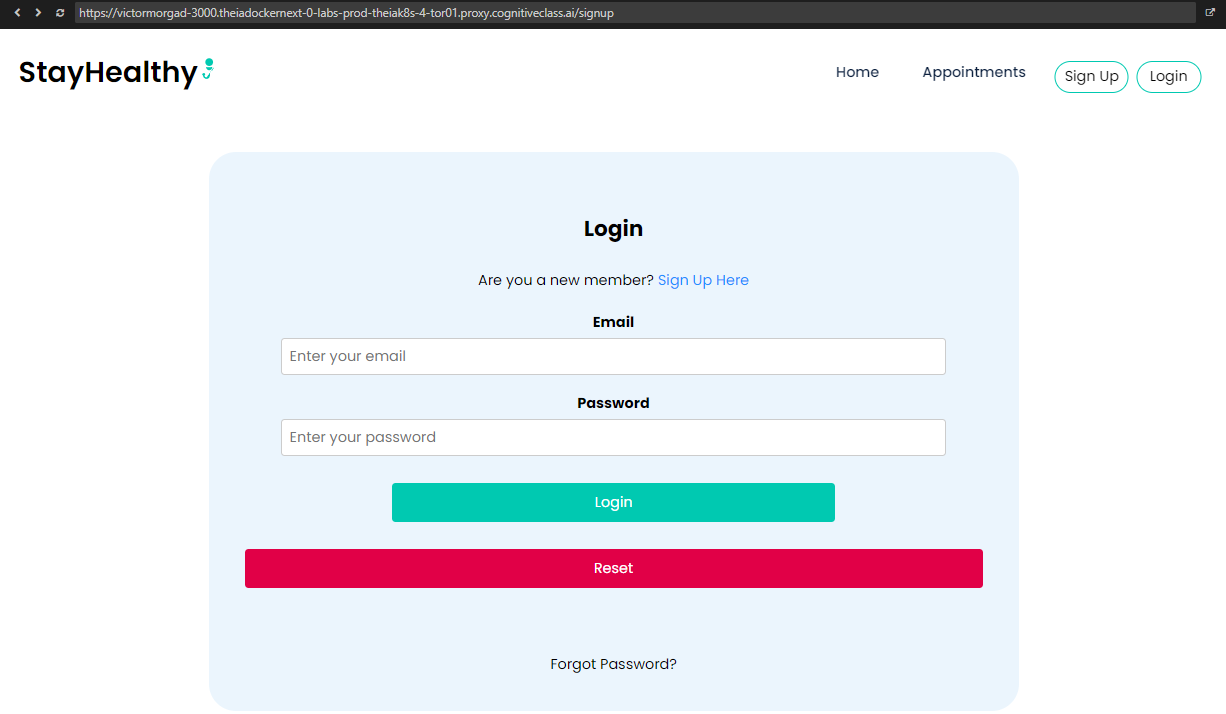 https://victormorgad-3000.theiadockernext-0-labs-prod-theiak8s-4-tor01.proxy.cognitiveclass.ai/signup
StayHealthy
Home Appointments Sign Up Login
Login
Are you a new member? Sign Up Here
Email
Enter your email
Password
Enter your password
Login
Reset
Forgot Password?